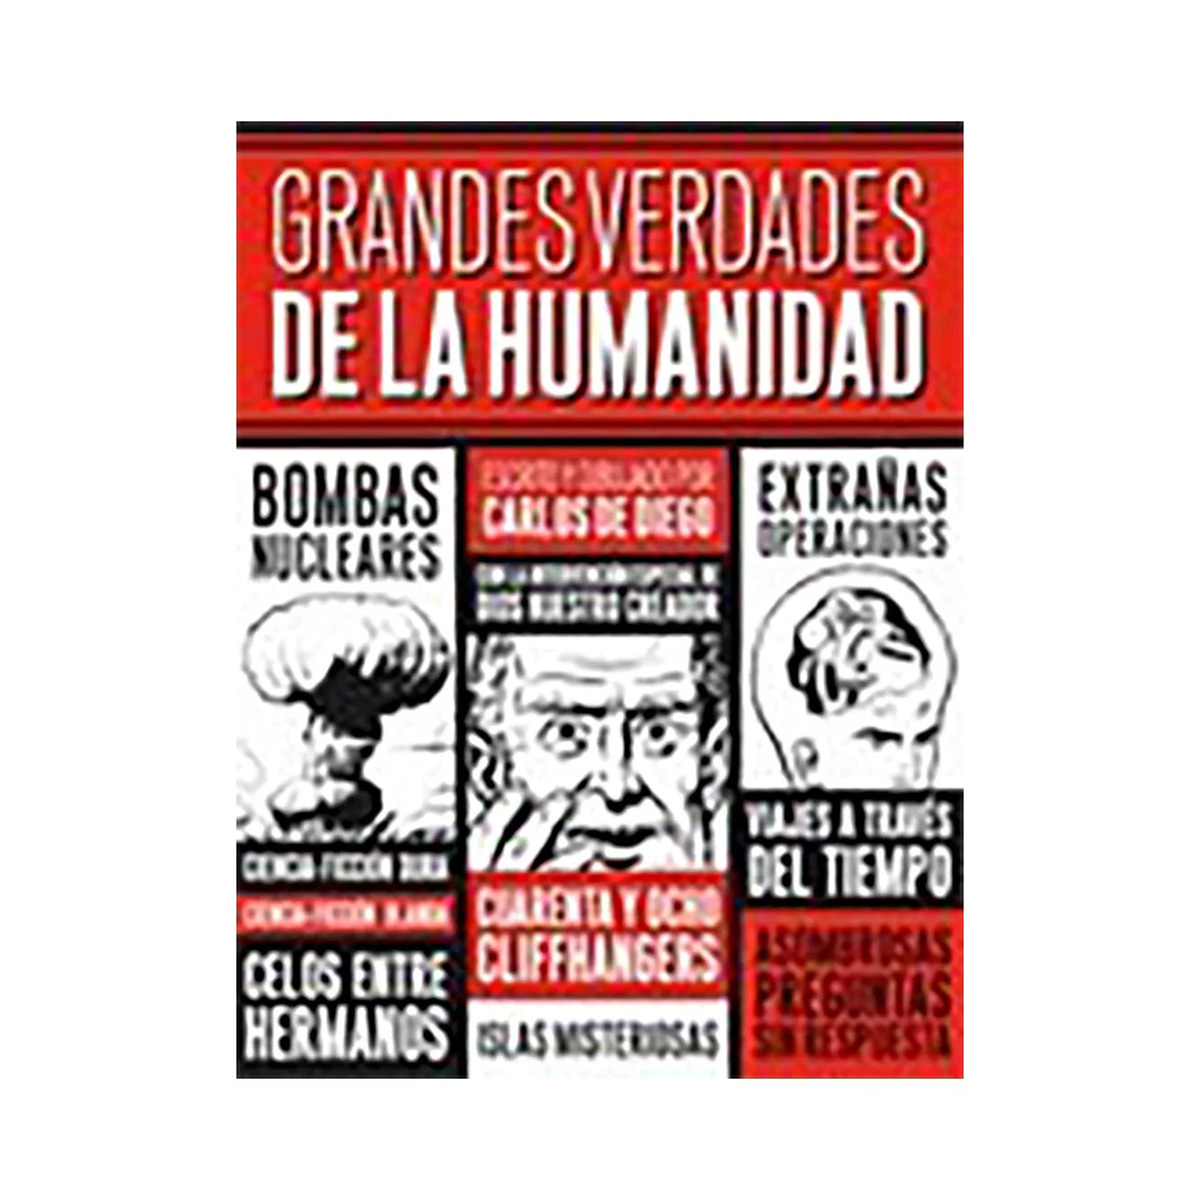 GRANDES VERDADES
DE LA HUMANIDAD
BOMBAS
NUCLEARES
CIENCIA-FICCIÓN DURA
CIENCIA-FICCIÓN BLANDA
CELOS ENTRE
HERMANOS
ESCRITO Y DIBUJADO POR
CARLOS DE DIEGO
CON LA INTERVENCIÓN ESPECIAL DE
DIOS NUESTRO CREADOR
CUARENTA Y OCHO
CLIFFHANGERS
ISLAS MISTERIOSAS
EXTRAÑAS
OPERACIONES
VIAJES A TRAVÉS
DEL TIEMPO
ASOMBROSAS
PREGUNTAS
SIN RESPUESTA